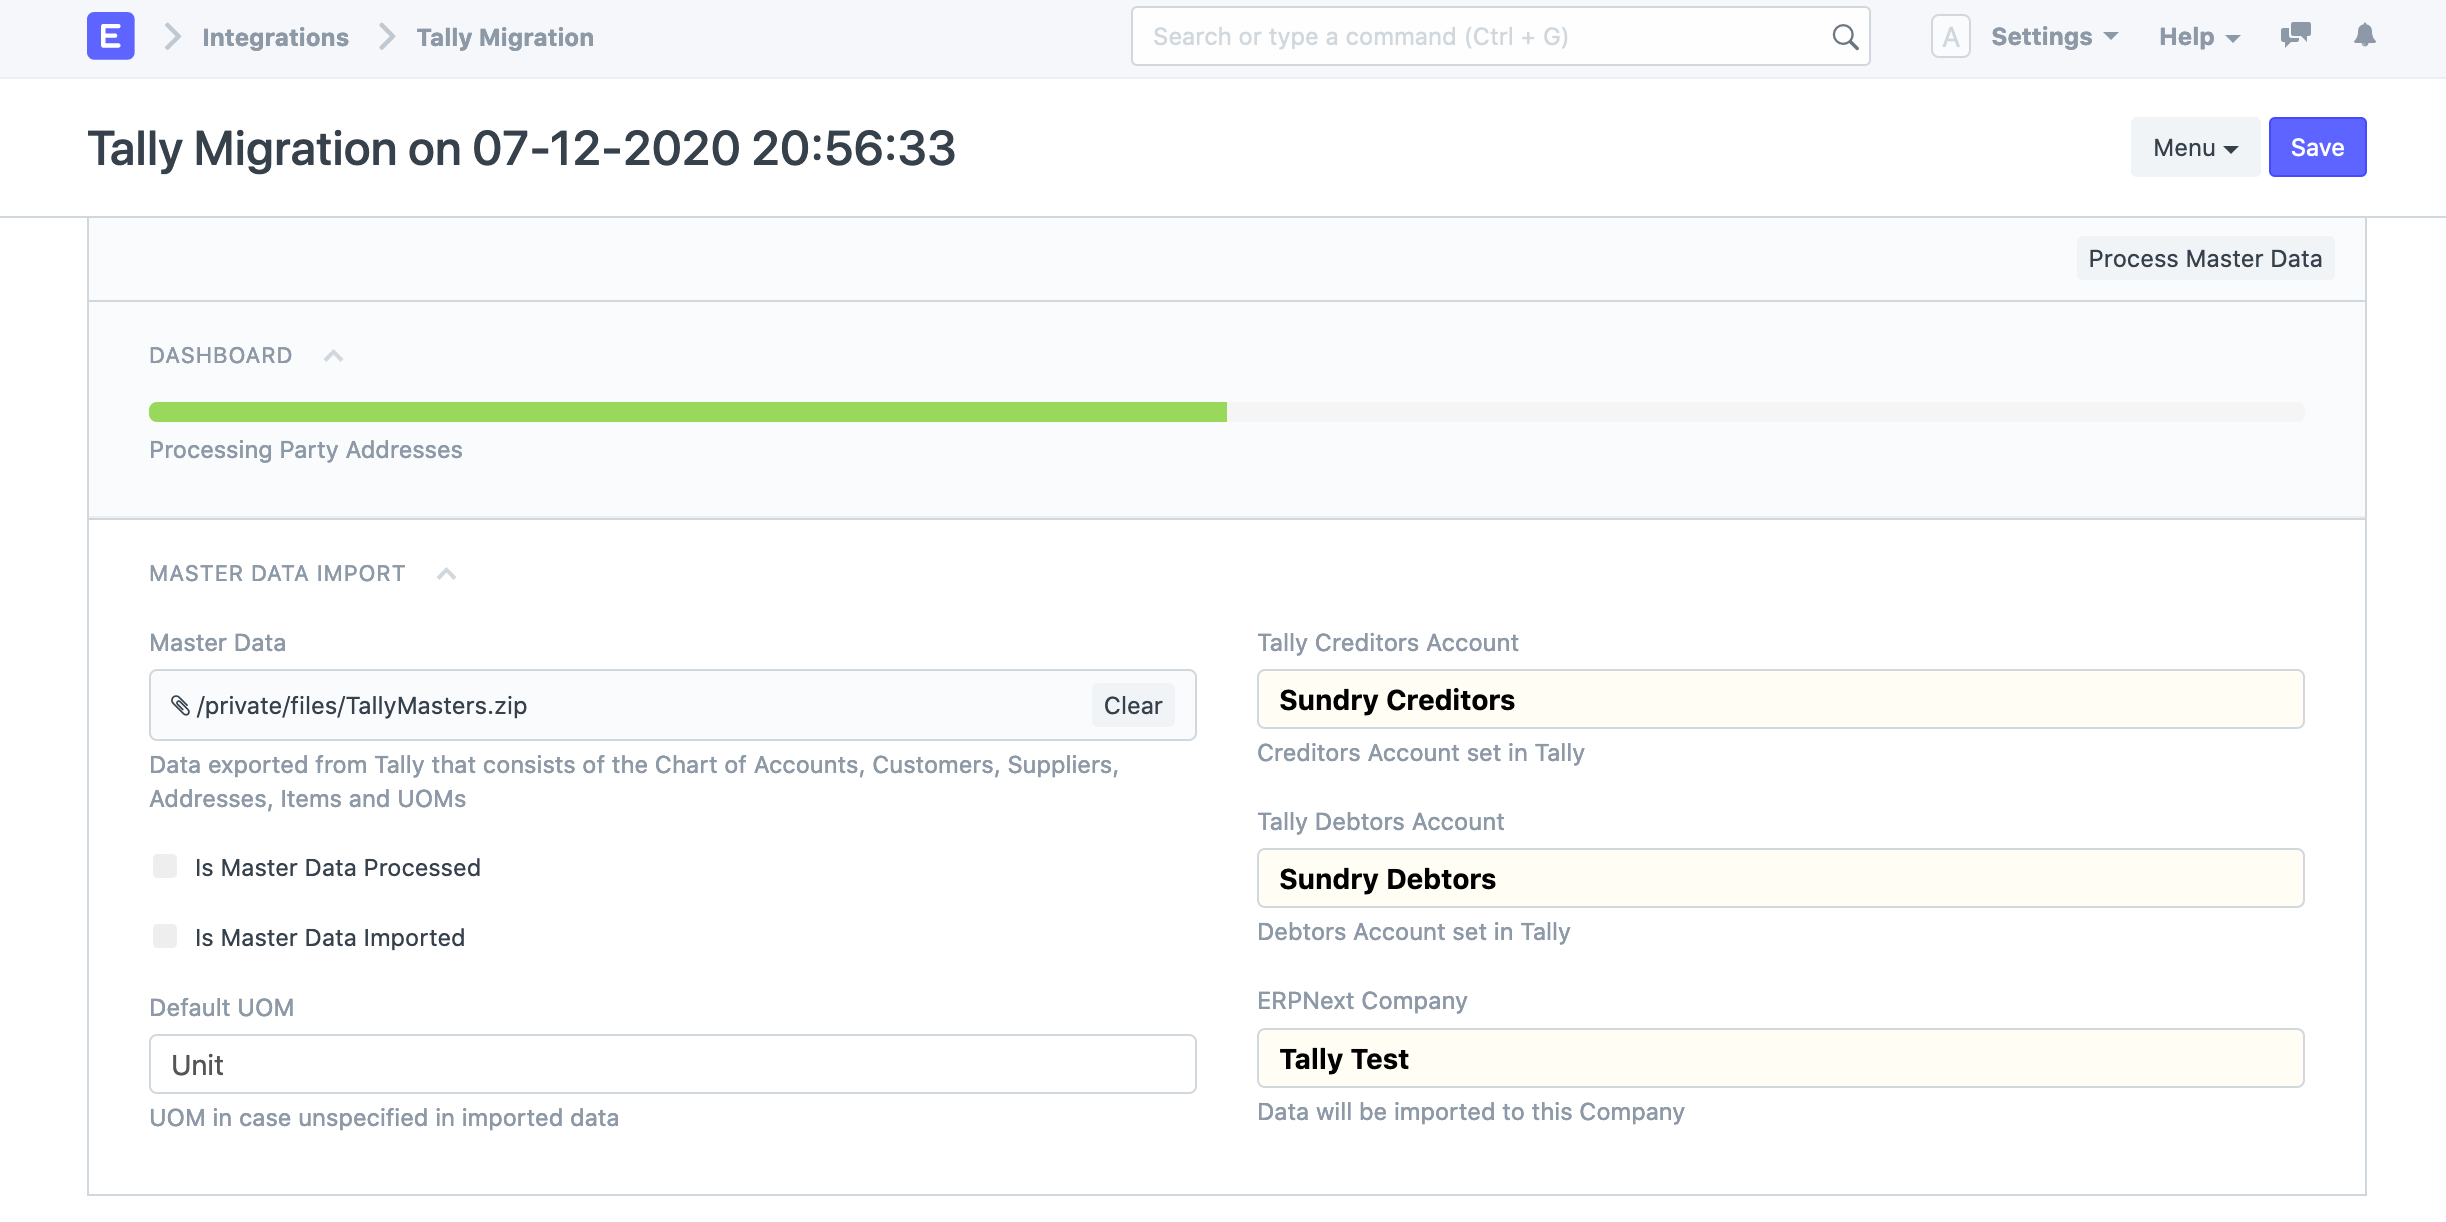 E Integrations Tally Migration Search or type a command (Ctrl + G) A Settings Help
Tally Migration on 07-12-2020 20:56:33 Menu Save
Process Master Data
DASHBOARD
Processing Party Addresses
MASTER DATA IMPORT
Master Data
/private/files/TallyMasters.zip Clear
Data exported from Tally that consists of the Chart of Accounts, Customers, Suppliers,
Addresses, Items and UOMs
Is Master Data Processed
Is Master Data Imported
Default UOM
Unit
UOM in case unspecified in imported data
Tally Creditors Account
Sundry Creditors
Creditors Account set in Tally
Tally Debtors Account
Sundry Debtors
Debtors Account set in Tally
ERPNext Company
Tally Test
Data will be imported to this Company